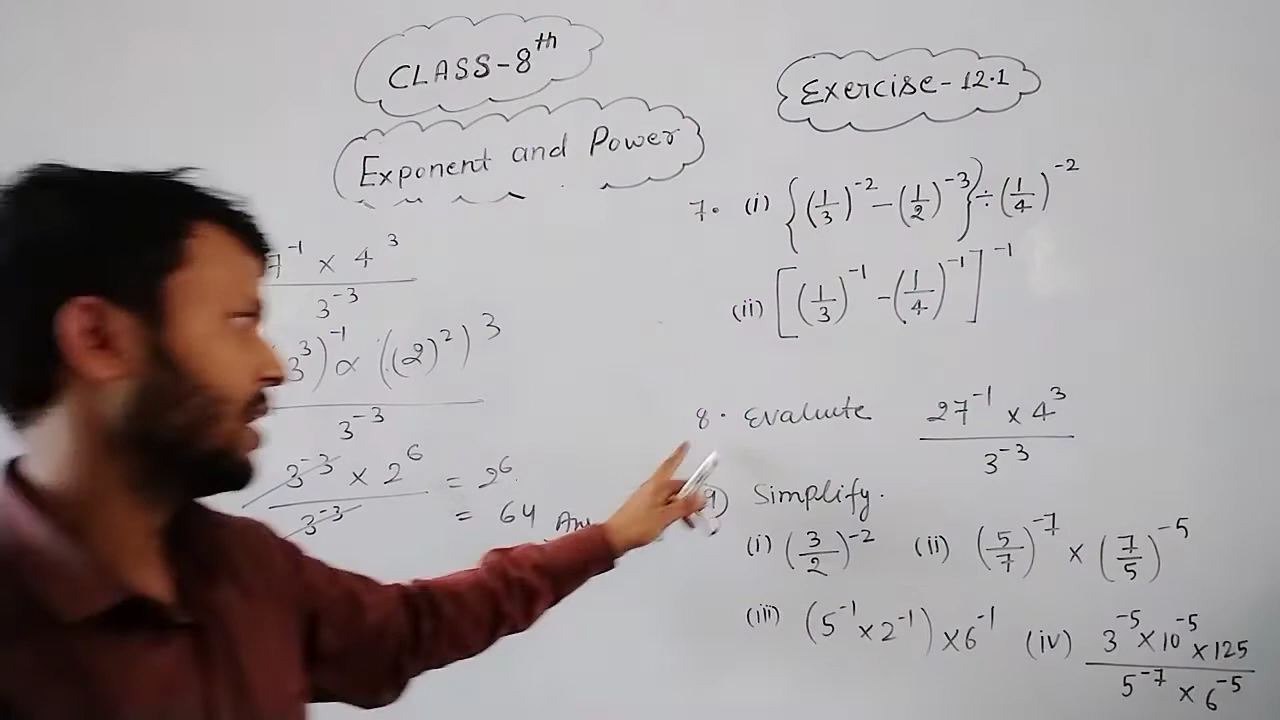 CLASS-8th
Exponent and Power
7^-1 × 4^3
3^-3
3^3)^-1 × ((2)^2)^3
3^-3
3^-3 × 2^6 = 2^6
3^-3 = 64 Ans
Exercise-12.1
7. (i) {(1/3)^-2 - (1/2)^-3} ÷ (1/4)^-2
(ii) [(1/3)^-1 - (1/4)^-1]^-1
8. Evaluate 27^-1 × 4^3 / 3^-3
9) Simplify.
(i) (3/2)^-2 (ii) (5/7)^-7 × (7/5)^-5
(iii) (5^-1 × 2^-1) × 6^-1 (iv) 3^-5 × 10^-5 × 125 / 5^-7 × 6^-5